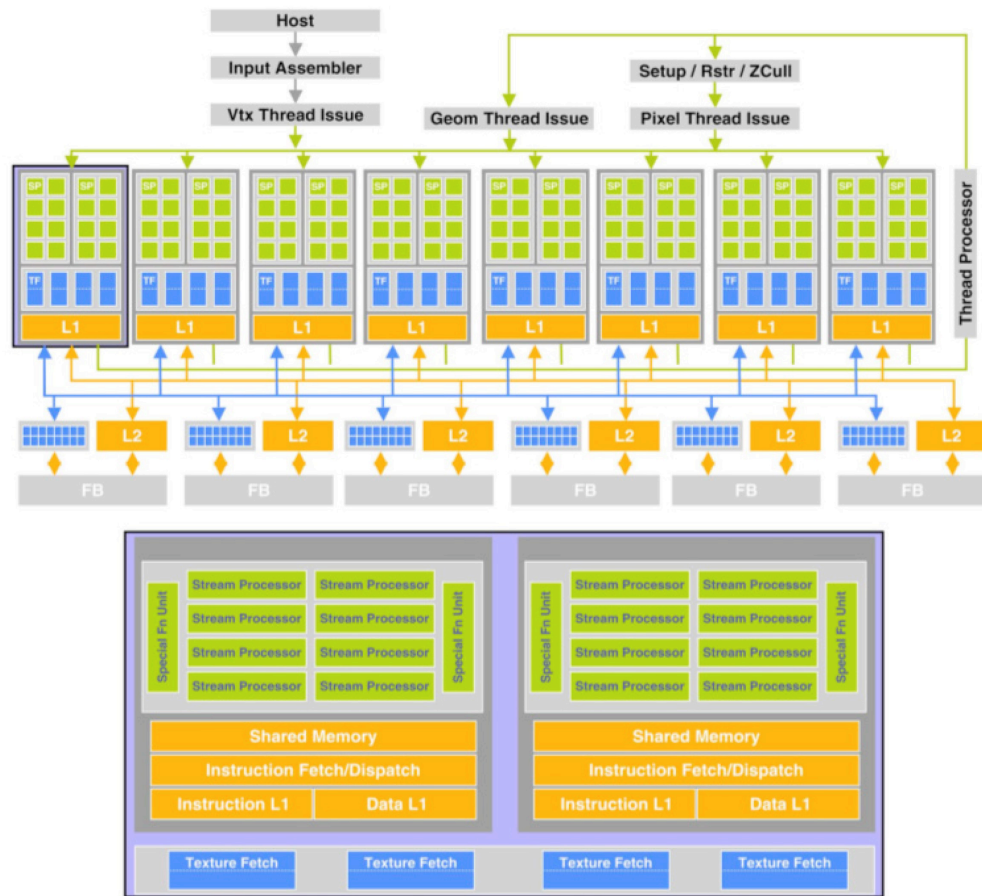 Host
Input Assembler
Setup / Rstr / ZCull
Vtx Thread Issue
Geom Thread Issue
Pixel Thread Issue
SP SP SP SP SP SP SP SP SP SP SP SP SP SP SP SP
Thread Processor
TF TF TF TF TF TF TF TF
L1 L1 L1 L1 L1 L1 L1 L1
L2 L2 L2 L2 L2 L2
FB FB FB FB FB FB
Special Fn Unit
Stream Processor Stream Processor
Stream Processor Stream Processor
Stream Processor Stream Processor
Stream Processor Stream Processor
Special Fn Unit
Shared Memory
Instruction Fetch/Dispatch
Instruction L1 Data L1
Special Fn Unit
Stream Processor Stream Processor
Stream Processor Stream Processor
Stream Processor Stream Processor
Stream Processor Stream Processor
Special Fn Unit
Shared Memory
Instruction Fetch/Dispatch
Instruction L1 Data L1
Texture Fetch Texture Fetch Texture Fetch Texture Fetch